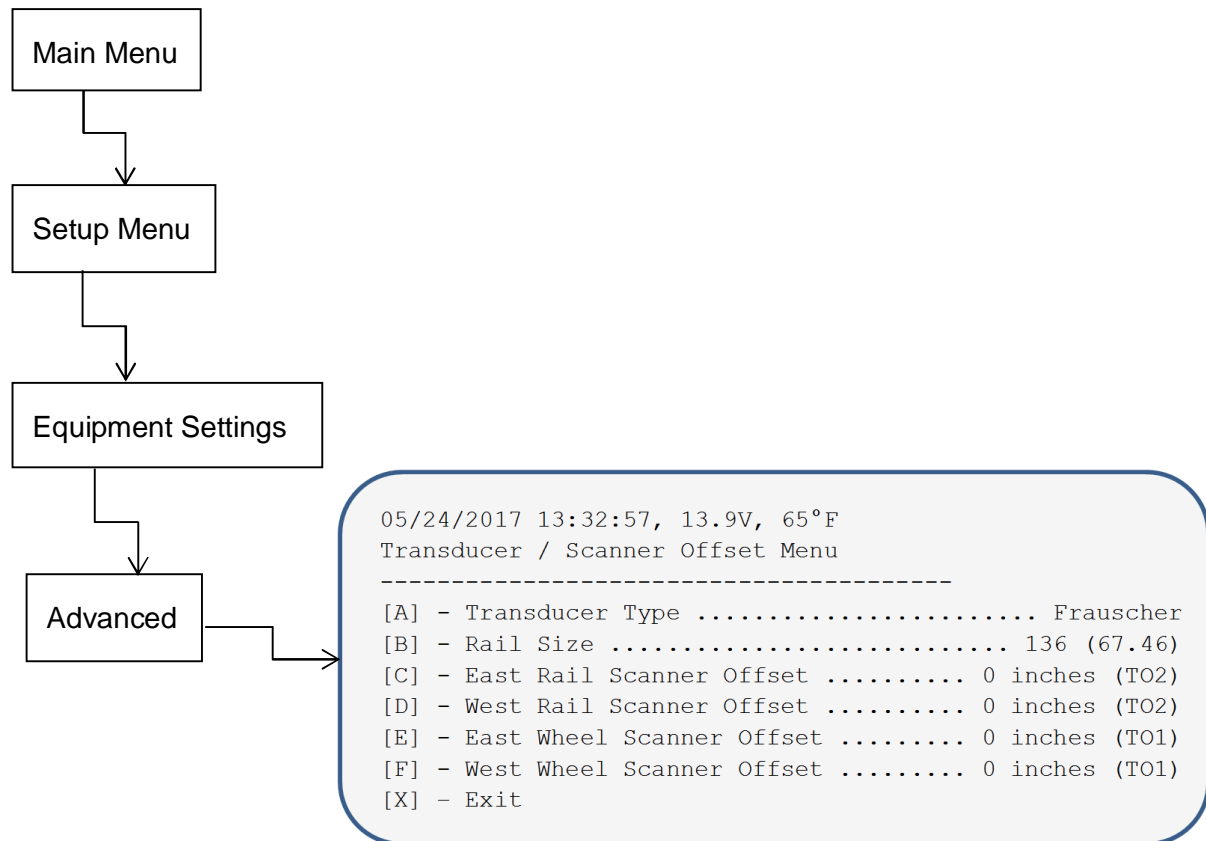 Main Menu
Setup Menu
Equipment Settings
Advanced
05/24/2017 13:32:57, 13.9V, 65°F
Transducer / Scanner Offset Menu
----------------------------------------
[A] - Transducer Type ........................ Frauscher
[B] - Rail Size ............................ 136 (67.46)
[C] - East Rail Scanner Offset .......... 0 inches (TO2)
[D] - West Rail Scanner Offset .......... 0 inches (TO2)
[E] - East Wheel Scanner Offset ......... 0 inches (TO1)
[F] - West Wheel Scanner Offset ......... 0 inches (TO1)
[X] – Exit